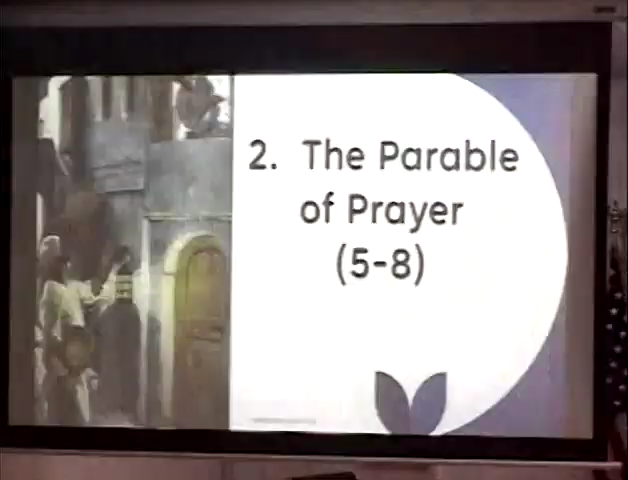 2. The Parable
of Prayer
(5-8)